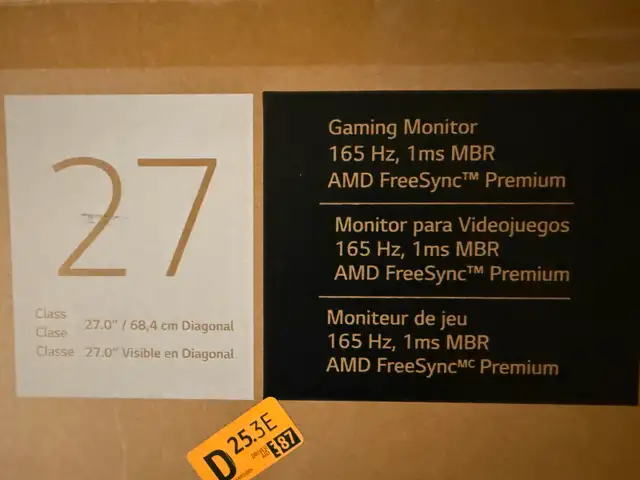 27
Class
Clase
Classe
27.0" / 68,4 cm Diagonal
27.0" Visible en Diagonal
Gaming Monitor
165 Hz, 1ms MBR
AMD FreeSync™ Premium
Monitor para Videojuegos
165 Hz, 1ms MBR
AMD FreeSync™ Premium
Moniteur de jeu
165 Hz, 1ms MBR
AMD FreeSyncᴹᶜ Premium
D 25.3E
E387